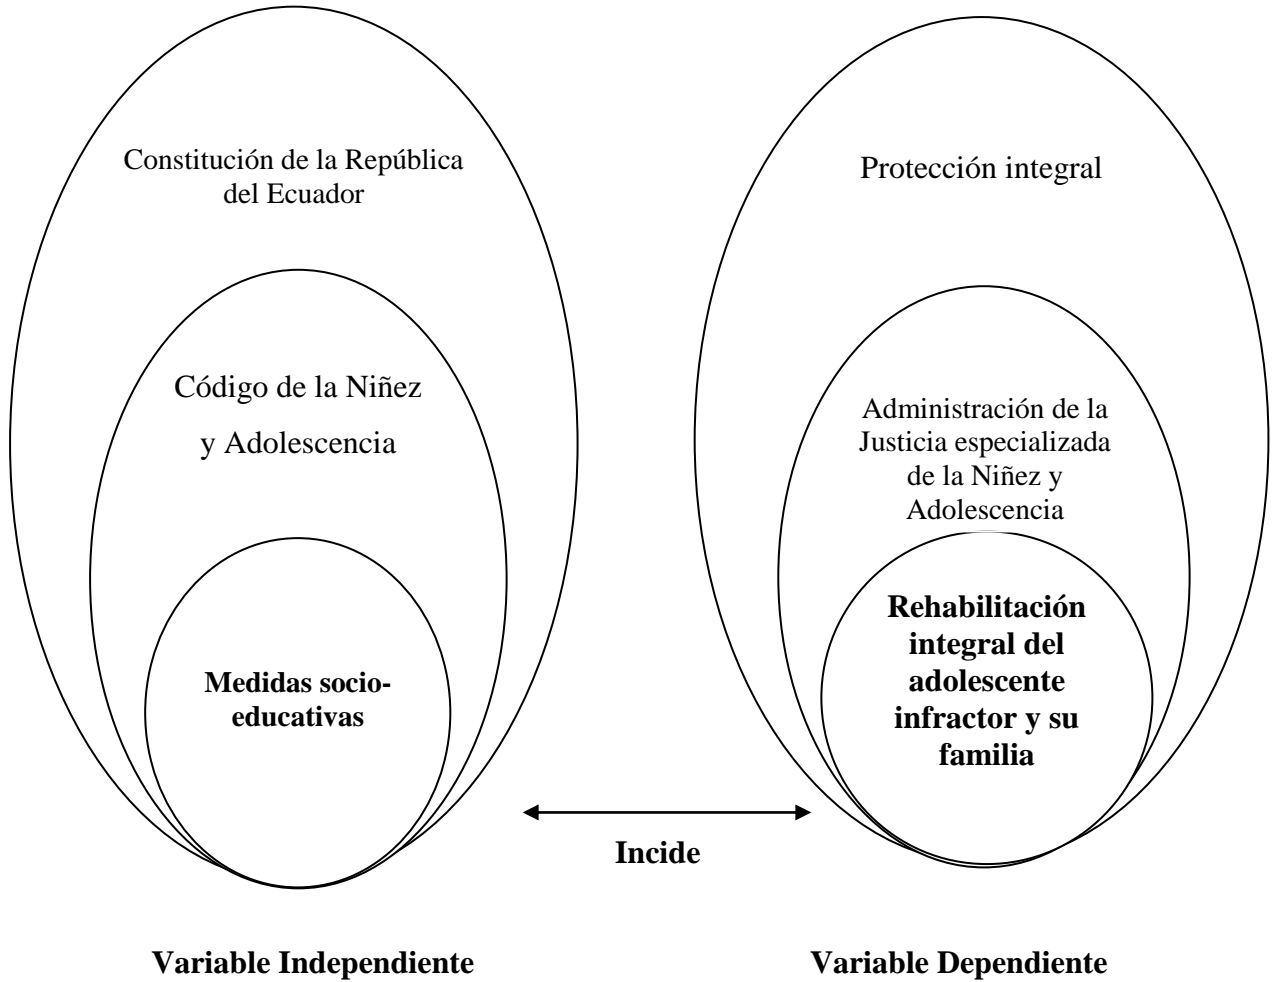 Constitución de la República
del Ecuador
Código de la Niñez
y Adolescencia
Medidas socio-
educativas
Protección integral
Administración de la
Justicia especializada
de la Niñez y
Adolescencia
Rehabilitación
integral del
adolescente
infractor y su
familia
Incide
Variable Independiente
Variable Dependiente